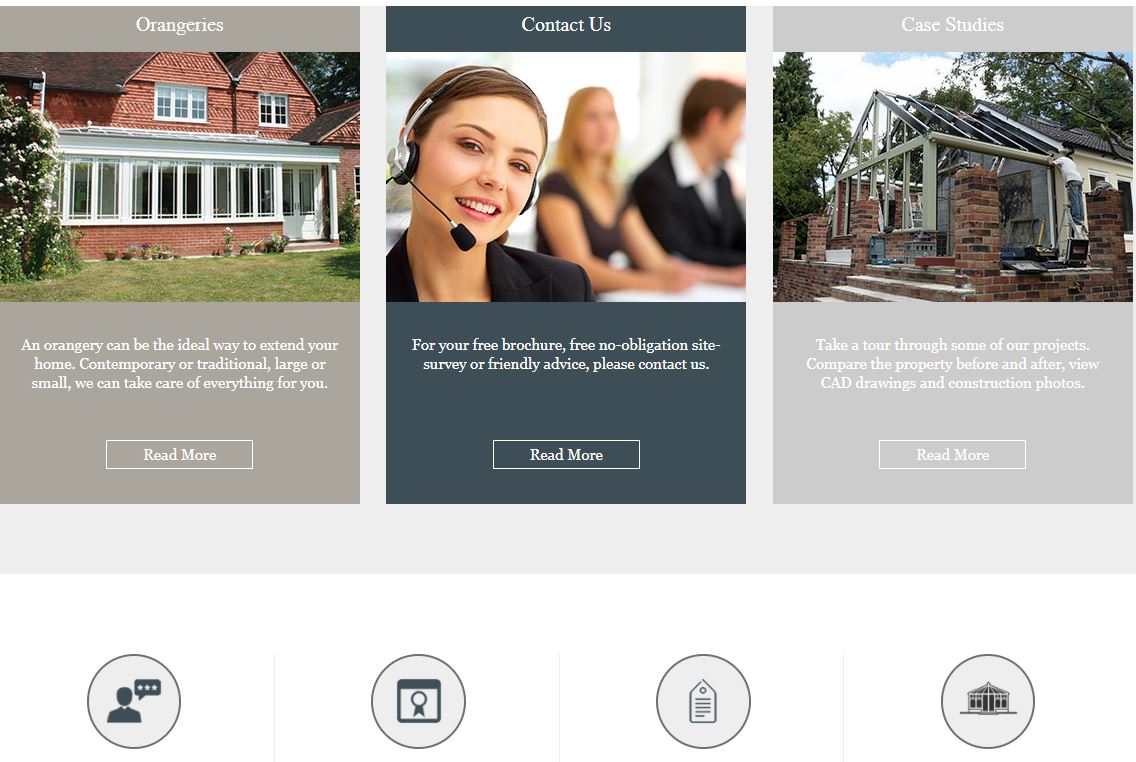 Orangeries
Contact Us
Case Studies
An orangery can be the ideal way to extend your
home. Contemporary or traditional, large or
small, we can take care of everything for you.
For your free brochure, free no-obligation site-
survey or friendly advice, please contact us.
Take a tour through some of our projects.
Compare the property before and after, view
CAD drawings and construction photos.
Read More
Read More
Read More